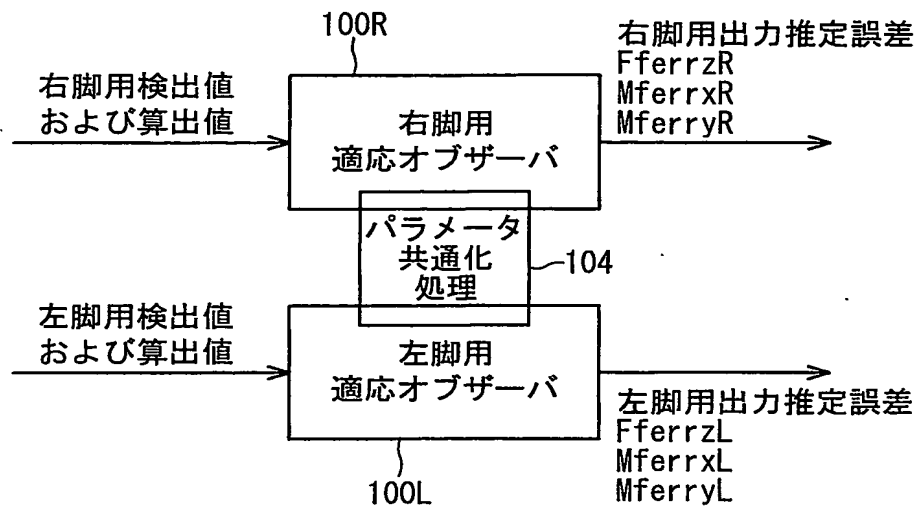 100R
右脚用検出値
および算出値
右脚用
適応オブザーバ
右脚用出力推定誤差
FferrzR
MferrxR
MferryR
パラメータ
共通化
処理
104
左脚用検出値
および算出値
左脚用
適応オブザーバ
左脚用出力推定誤差
FferrzL
MferrxL
MferryL
100L